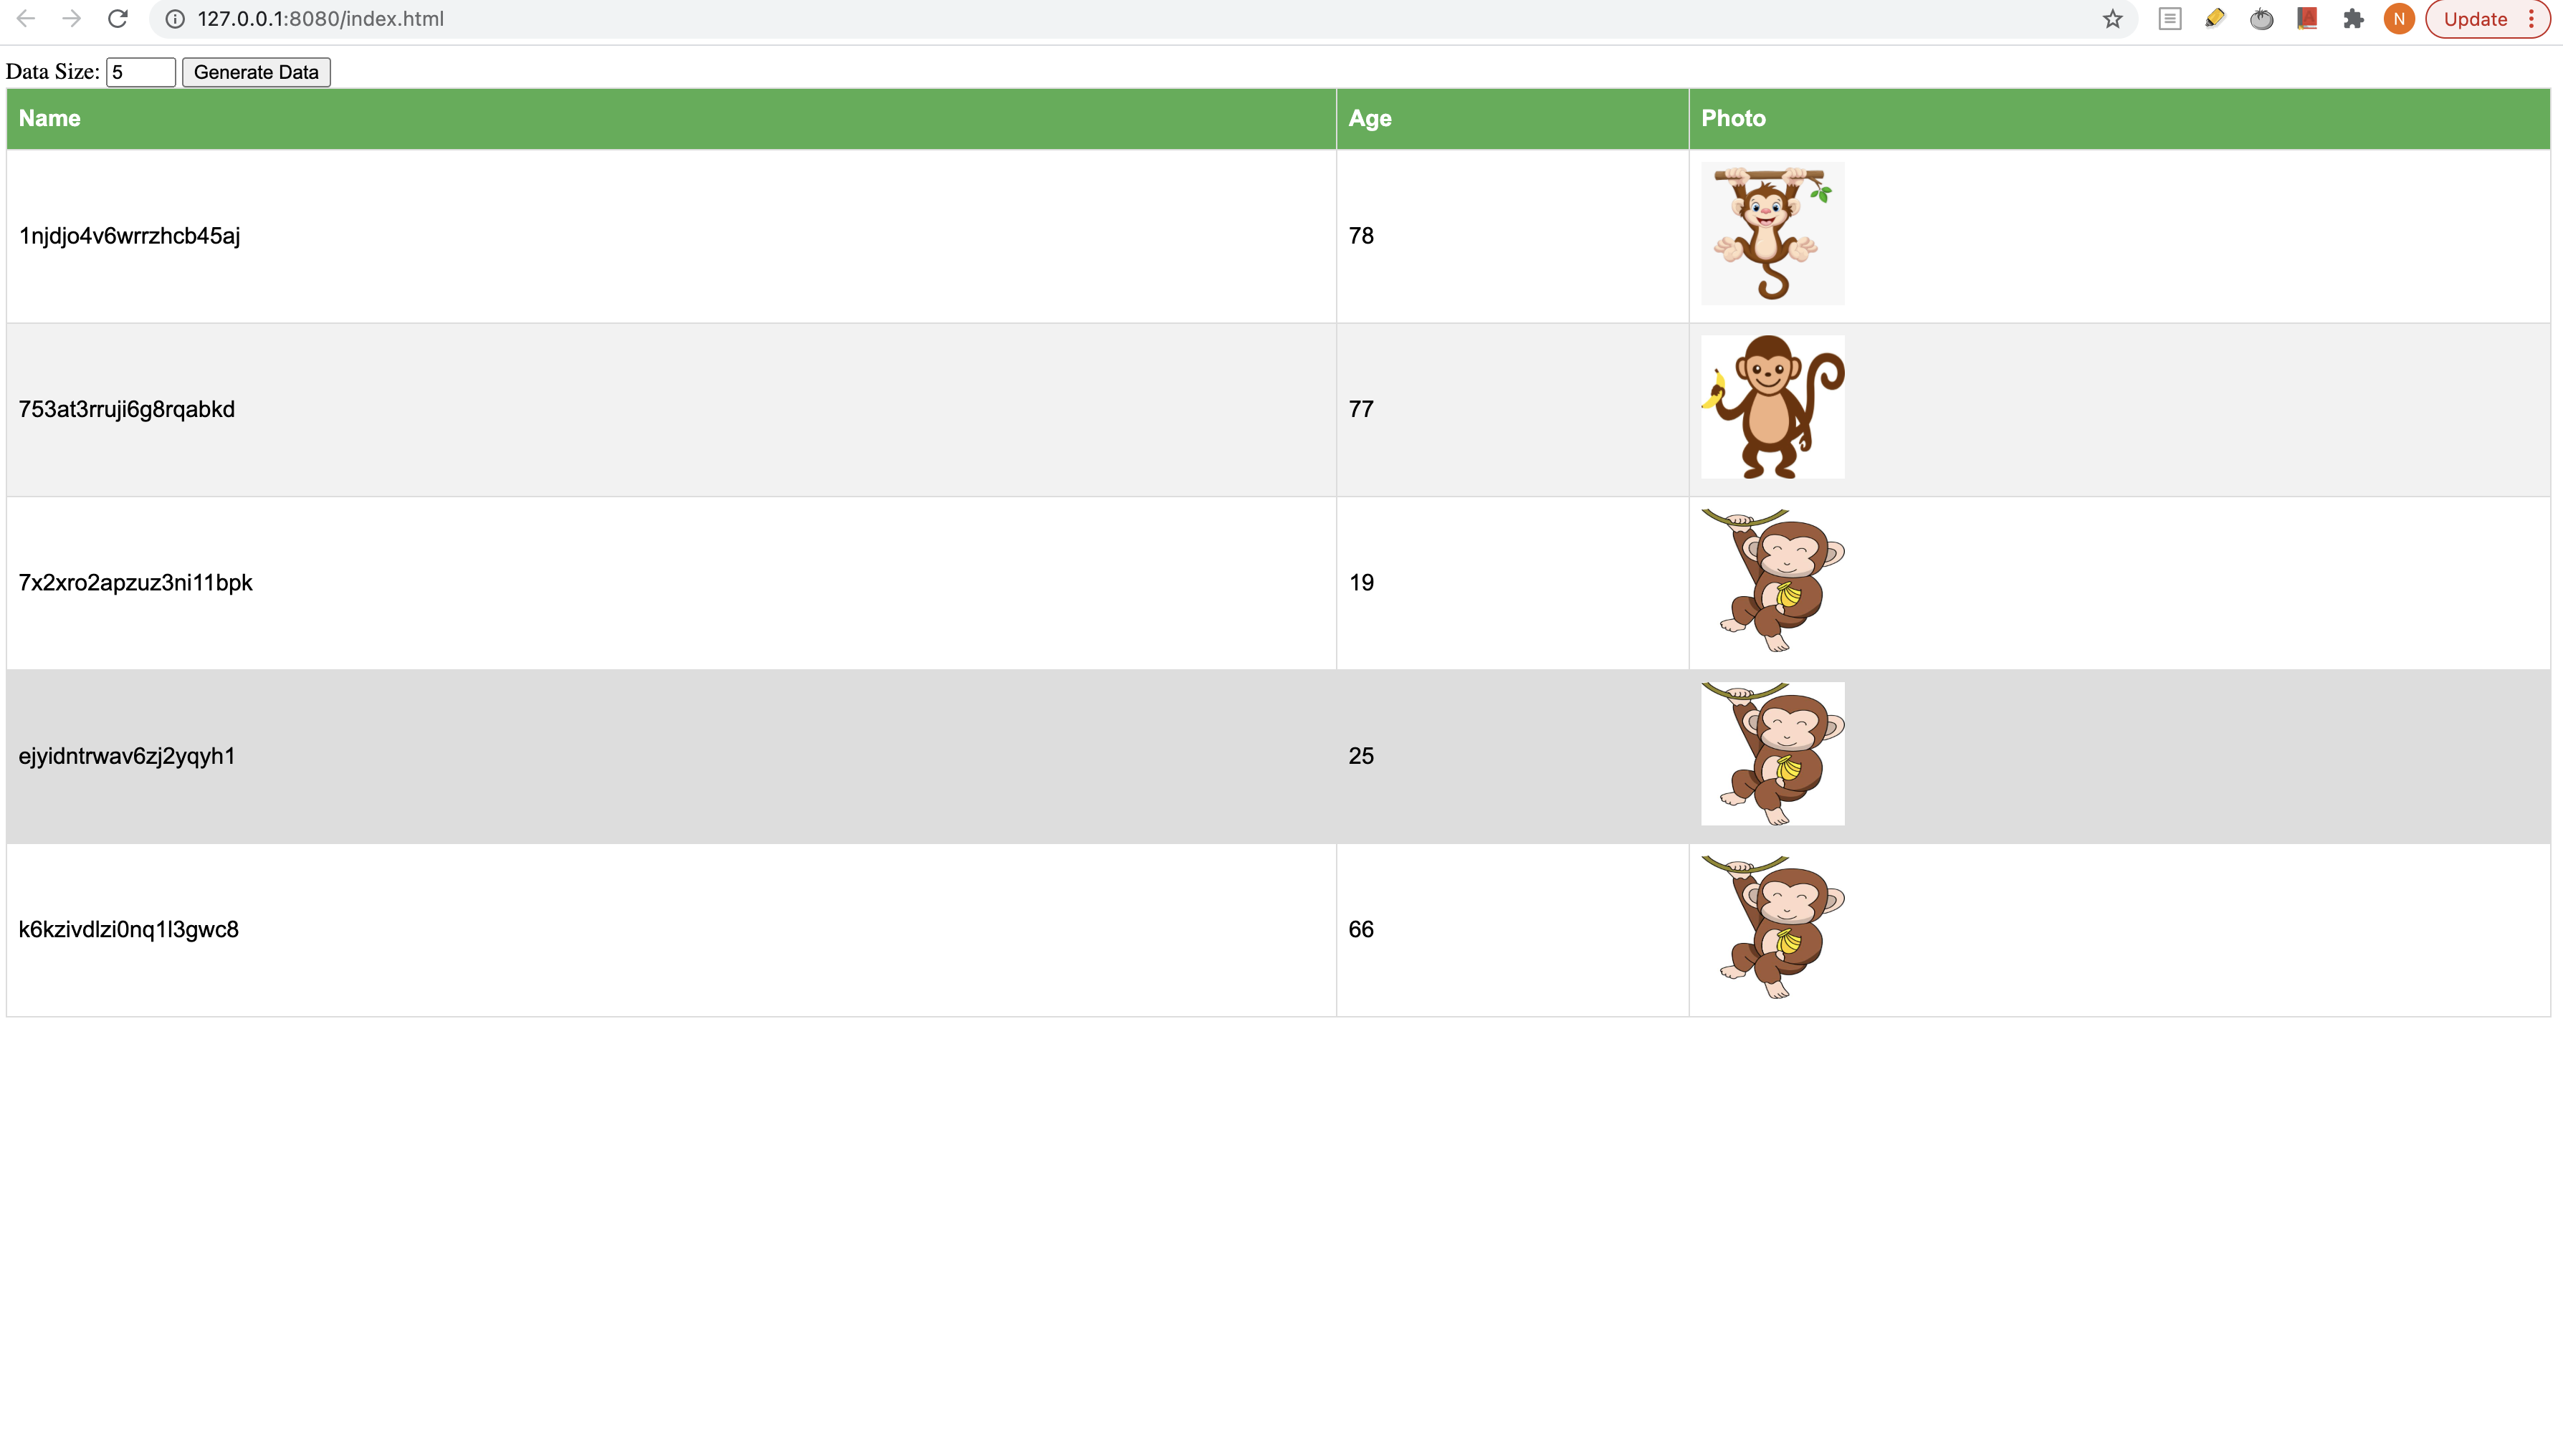 127.0.0.1:8080/index.html N Update
Data Size: 5 Generate Data
Name Age Photo
1njdjo4v6wrrzhcb45aj 78
753at3rruji6g8rqabkd 77
7x2xro2apzuz3ni11bpk 19
ejyidntrwav6zj2yqyh1 25
k6kzivdlzi0nq1l3gwc8 66